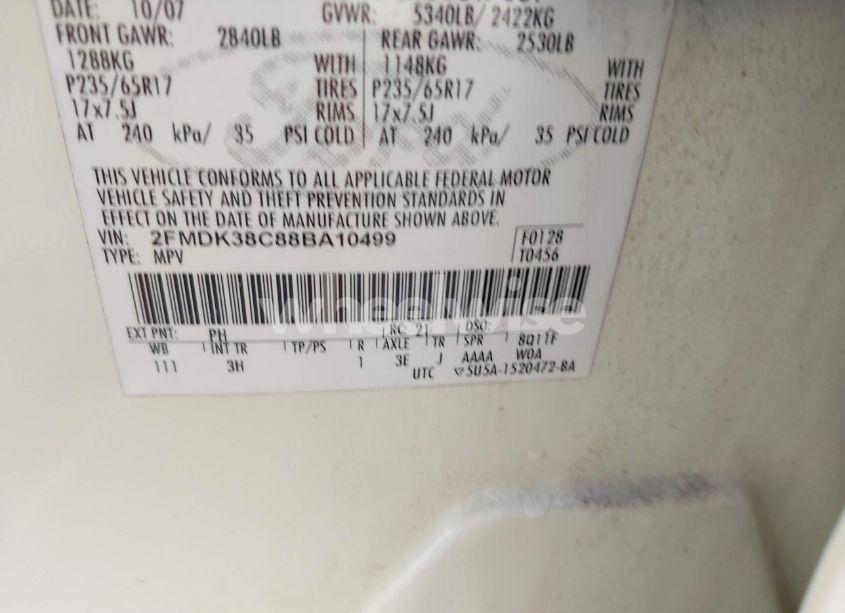 DATE: 10/07 GVWR: 5340LB/ 2422KG
FRONT GAWR: 2840LB REAR GAWR: 2530LB
1288KG WITH 1148KG WITH
P235/65R17 TIRES P235/65R17 TIRES
17x7.5J RIMS 17x7.5J RIMS
AT 240 kPa/ 35 PSI COLD AT 240 kPa/ 35 PSI COLD
THIS VEHICLE CONFORMS TO ALL APPLICABLE FEDERAL MOTOR
VEHICLE SAFETY AND THEFT PREVENTION STANDARDS IN
EFFECT ON THE DATE OF MANUFACTURE SHOWN ABOVE.
VIN: 2FMDK38C88BA10499 F0128
TYPE: MPV T0456
wheelwise
EXT PNT: PH RC: 21 DSO:
WB INT TR TP/PS R AXLE TR SPR 8Q11F
111 3H 1 3E J AAAA WOA
UTC 5U5A-1520472-BA